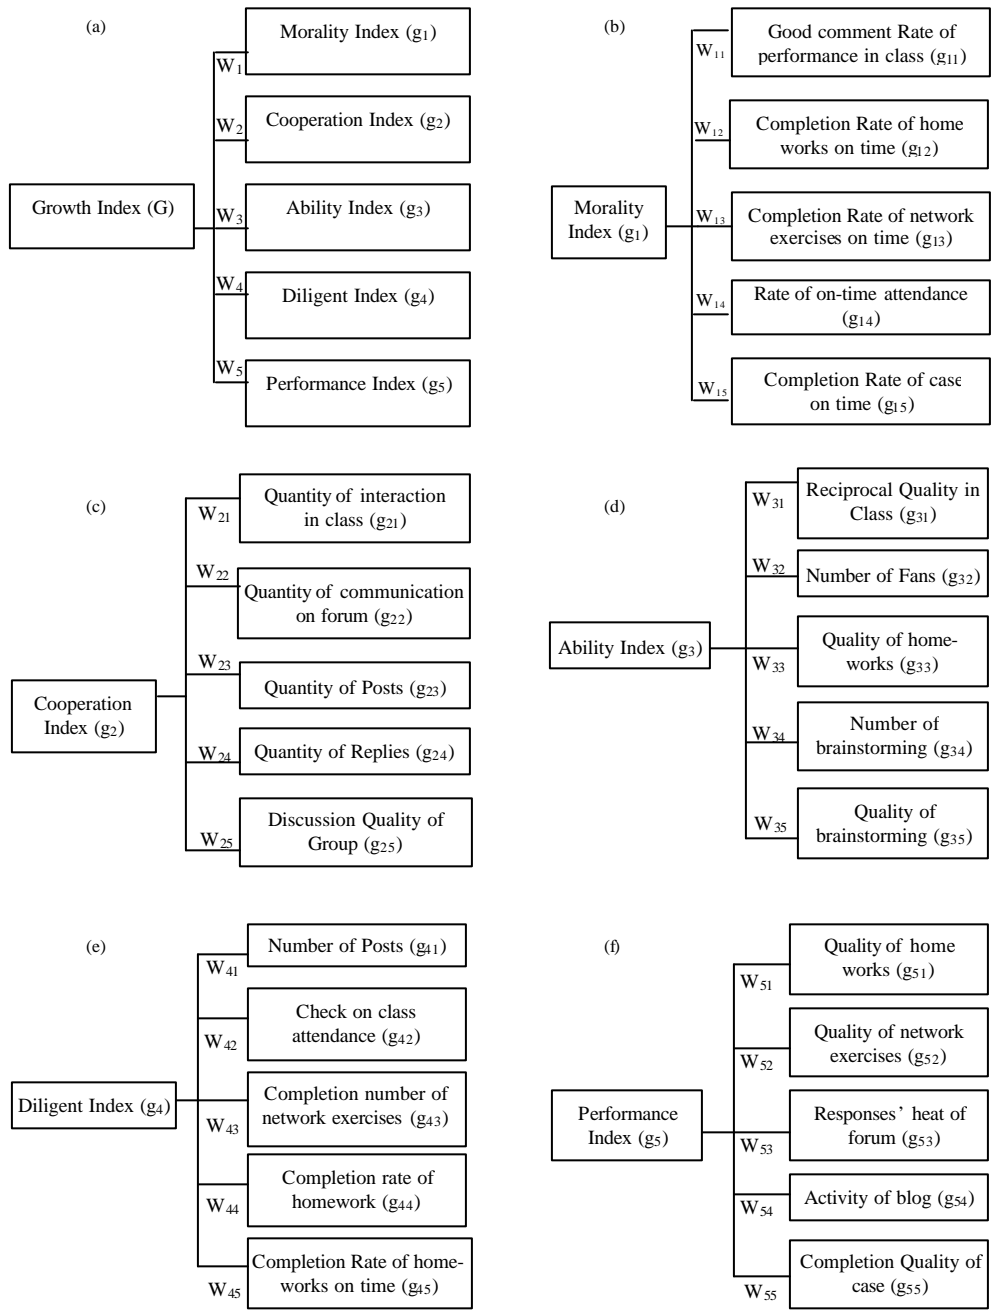 (a)
Growth Index (G)
W1
Morality Index (g1)
W2
Cooperation Index (g2)
W3
Ability Index (g3)
W4
Diligent Index (g4)
W5
Performance Index (g5)
(b)
Morality
Index (g1)
W11
Good comment Rate of
performance in class (g11)
W12
Completion Rate of home
works on time (g12)
W13
Completion Rate of network
exercises on time (g13)
W14
Rate of on-time attendance
(g14)
W15
Completion Rate of case
on time (g15)
(c)
Cooperation
Index (g2)
W21
Quantity of interaction
in class (g21)
W22
Quantity of communication
on forum (g22)
W23
Quantity of Posts (g23)
W24
Quantity of Replies (g24)
W25
Discussion Quality of
Group (g25)
(d)
Ability Index (g3)
W31
Reciprocal Quality in
Class (g31)
W32
Number of Fans (g32)
W33
Quality of home-
works (g33)
W34
Number of
brainstorming (g34)
W35
Quality of
brainstorming (g35)
(e)
Diligent Index (g4)
W41
Number of Posts (g41)
W42
Check on class
attendance (g42)
W43
Completion number of
network exercises (g43)
W44
Completion rate of
homework (g44)
W45
Completion Rate of home-
works on time (g45)
(f)
Performance
Index (g5)
W51
Quality of home
works (g51)
W52
Quality of network
exercises (g52)
W53
Responses’ heat of
forum (g53)
W54
Activity of blog (g54)
W55
Completion Quality of
case (g55)